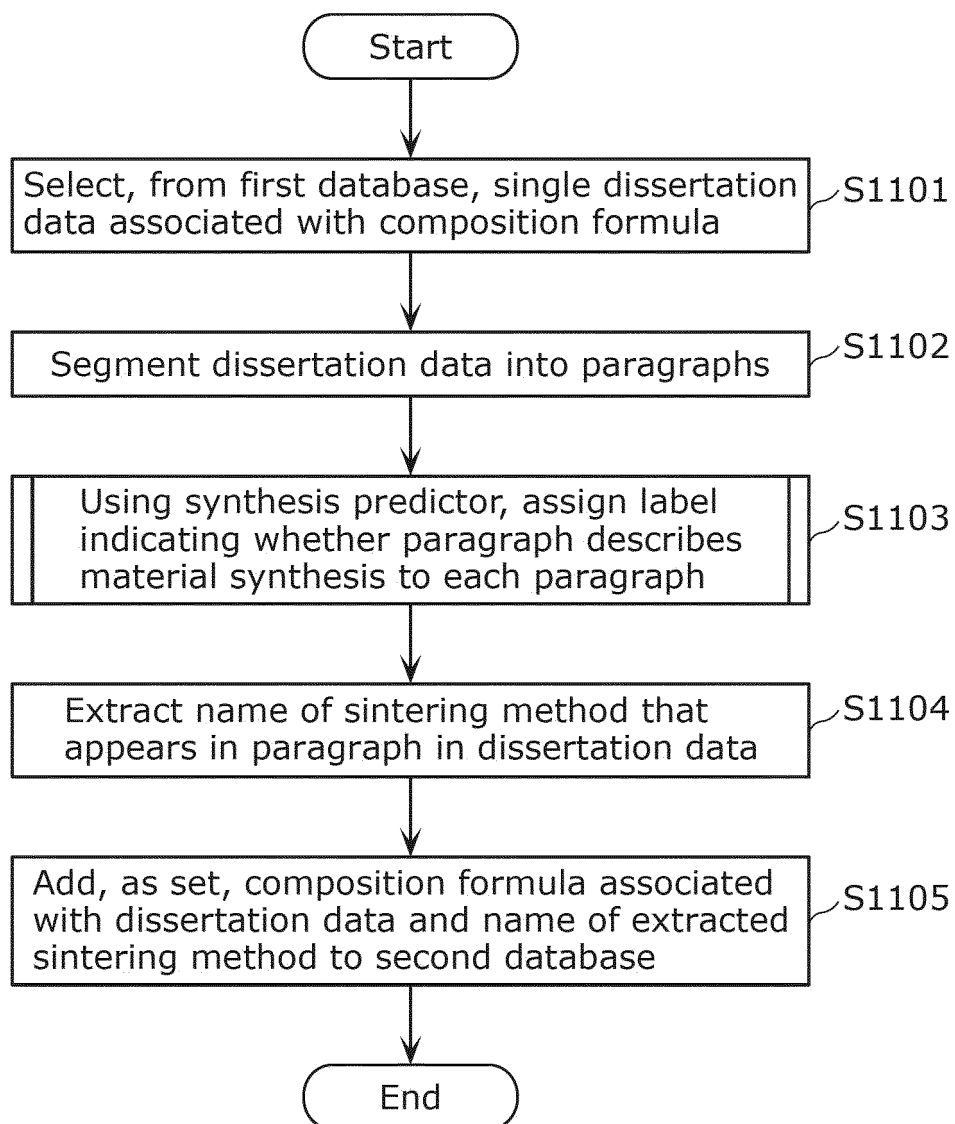 Start
Select, from first database, single dissertation
data associated with composition formula
S1101
Segment dissertation data into paragraphs
S1102
Using synthesis predictor, assign label
indicating whether paragraph describes
material synthesis to each paragraph
S1103
Extract name of sintering method that
appears in paragraph in dissertation data
S1104
Add, as set, composition formula associated
with dissertation data and name of extracted
sintering method to second database
S1105
End